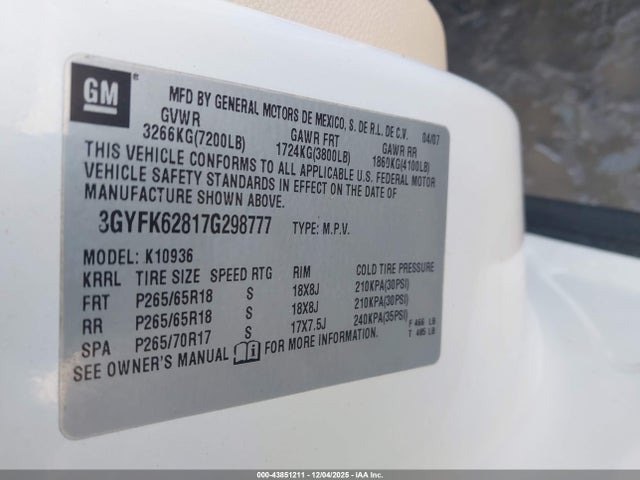 GM
MFD BY GENERAL MOTORS DE MEXICO, S. DE R.L. DE C.V. 04/07
GVWR GAWR FRT GAWR RR
3266KG(7200LB) 1724KG(3800LB) 1860KG(4100LB)
THIS VEHICLE CONFORMS TO ALL APPLICABLE U.S. FEDERAL MOTOR
VEHICLE SAFETY STANDARDS IN EFFECT ON THE DATE OF
MANUFACTURE SHOWN ABOVE.
3GYFK62817G298777 TYPE: M.P.V.
MODEL: K10936
KRRL TIRE SIZE SPEED RTG RIM COLD TIRE PRESSURE
FRT P265/65R18 S 18X8J 210KPA(30PSI)
RR P265/65R18 S 18X8J 210KPA(30PSI)
SPA P265/70R17 S 17X7.5J 240KPA(35PSI) F 466 LB
T 485 LB
SEE OWNER'S MANUAL FOR MORE INFORMATION.
000-43851211 - 12/04/2025 - IAA Inc.